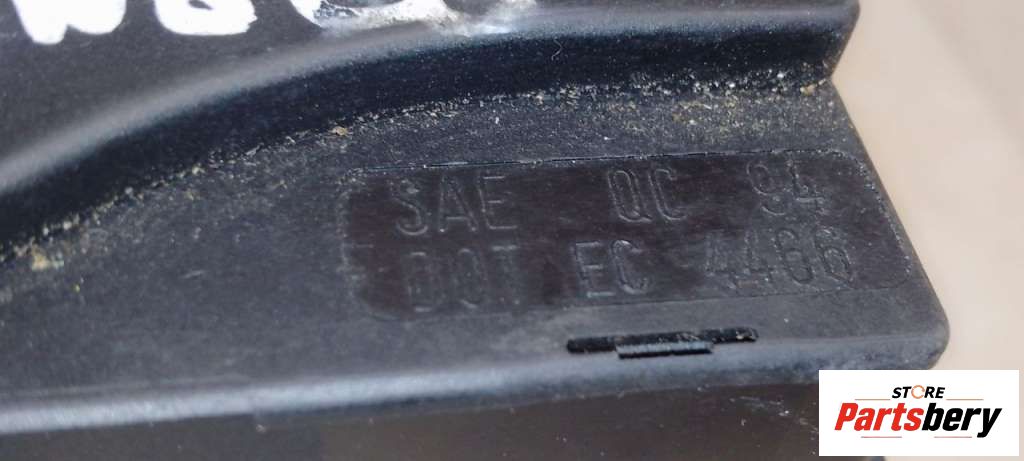 SAE QC 94
DOT EC 4466
STORE
Partsbery